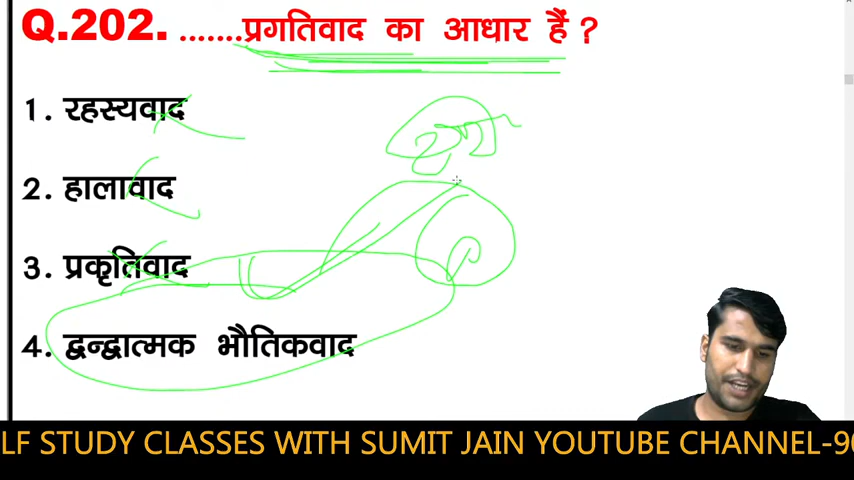 Q.202. .......प्रगतिवाद का आधार हैं ?
1. रहस्यवाद
2. हालावाद
3. प्रकृतिवाद
4. द्वन्द्वात्मक भौतिकवाद
LF STUDY CLASSES WITH SUMIT JAIN YOUTUBE CHANNEL-90